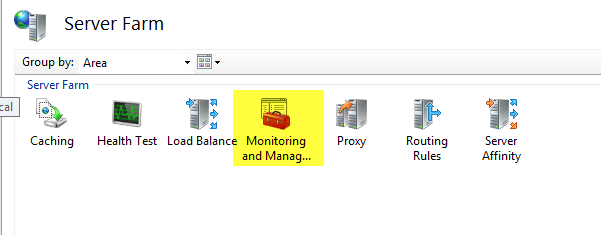 Server Farm
Group by: Area
Server Farm
cal
Caching
Health Test
Load Balance
Monitoring
and Manag...
Proxy
Routing
Rules
Server
Affinity